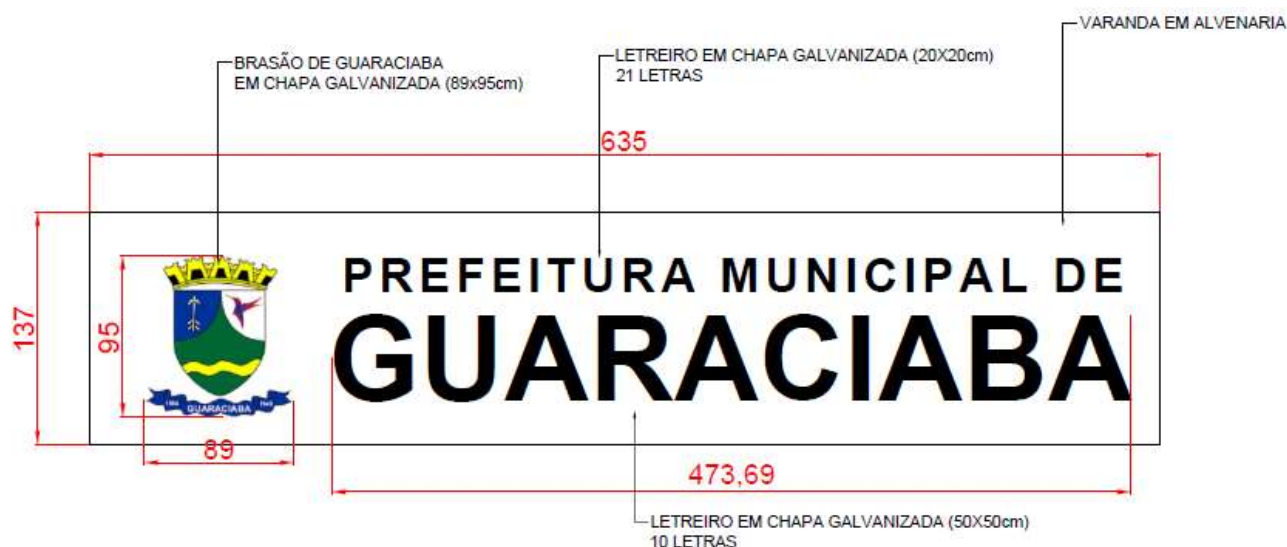 VARANDA EM ALVENARIA
BRASÃO DE GUARACIABA
EM CHAPA GALVANIZADA (89x95cm)
LETREIRO EM CHAPA GALVANIZADA (20X20cm)
21 LETRAS
635
137
95
PREFEITURA MUNICIPAL DE
GUARACIABA
GUARACIABA
89
473,69
LETREIRO EM CHAPA GALVANIZADA (50X50cm)
10 LETRAS